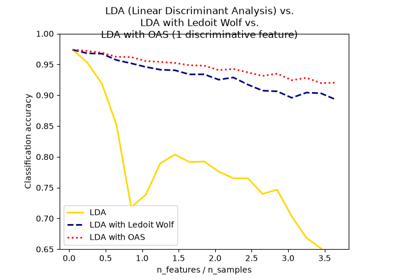 LDA (Linear Discriminant Analysis) vs.
LDA with Ledoit Wolf vs.
LDA with OAS (1 discriminative feature)
1.00
0.95
0.90
0.85
0.80
0.75
0.70
0.65
Classification accuracy
LDA
LDA with Ledoit Wolf
LDA with OAS
0.0 0.5 1.0 1.5 2.0 2.5 3.0 3.5
n_features / n_samples